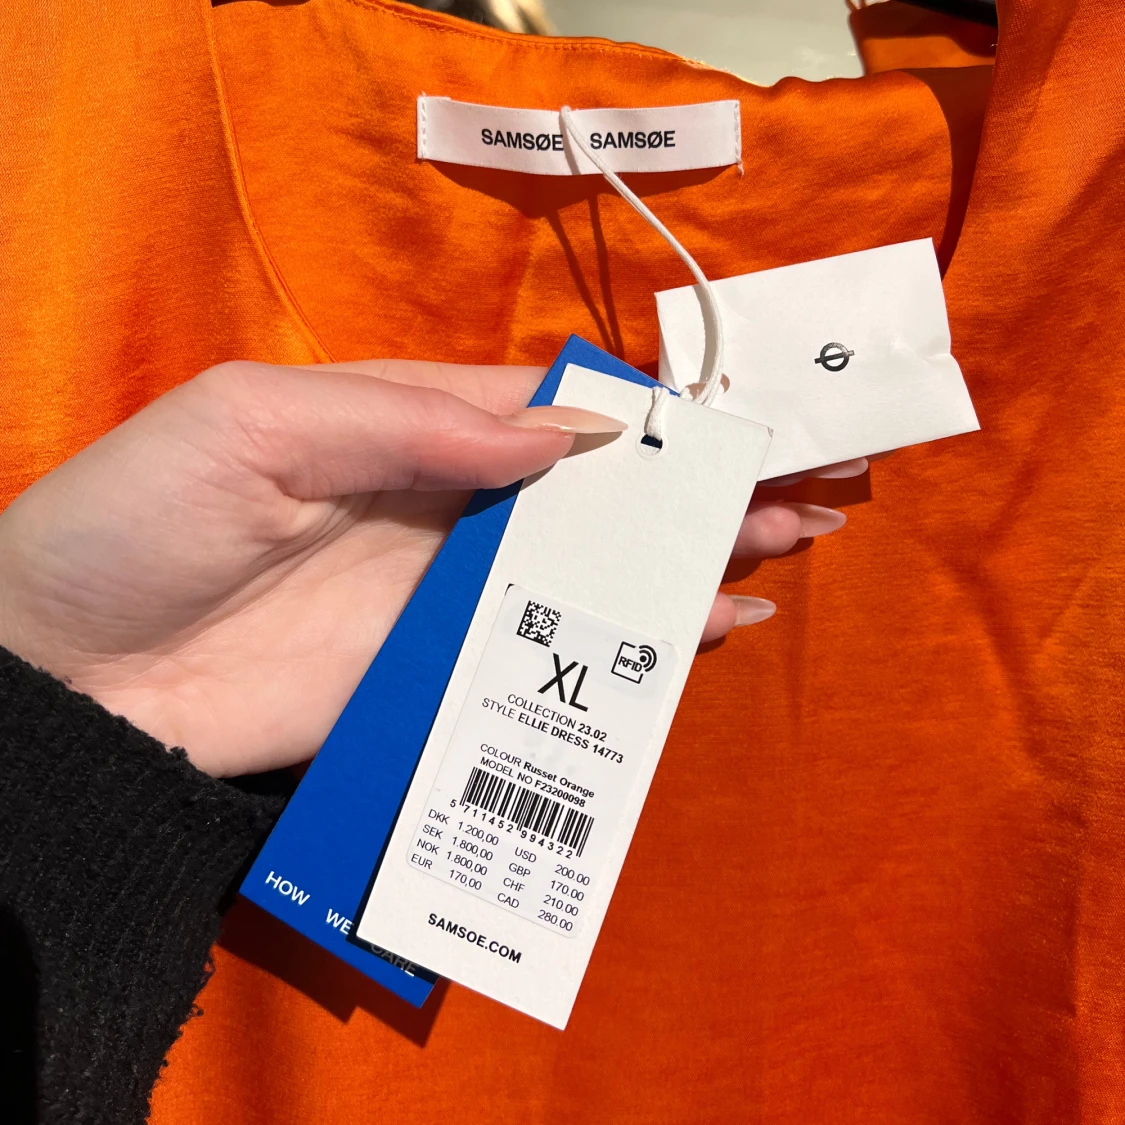 SAMSØE SAMSØE
RFID
XL
COLLECTION 23.02
STYLE ELLIE DRESS 14773
COLOUR Russet Orange
MODEL NO F23200098
5 711452 994322
DKK 1.200,00 USD 200.00
SEK 1.800,00 GBP 170.00
NOK 1.800,00 CHF 210.00
EUR 170,00 CAD 280.00
SAMSOE.COM
HOW WE CARE